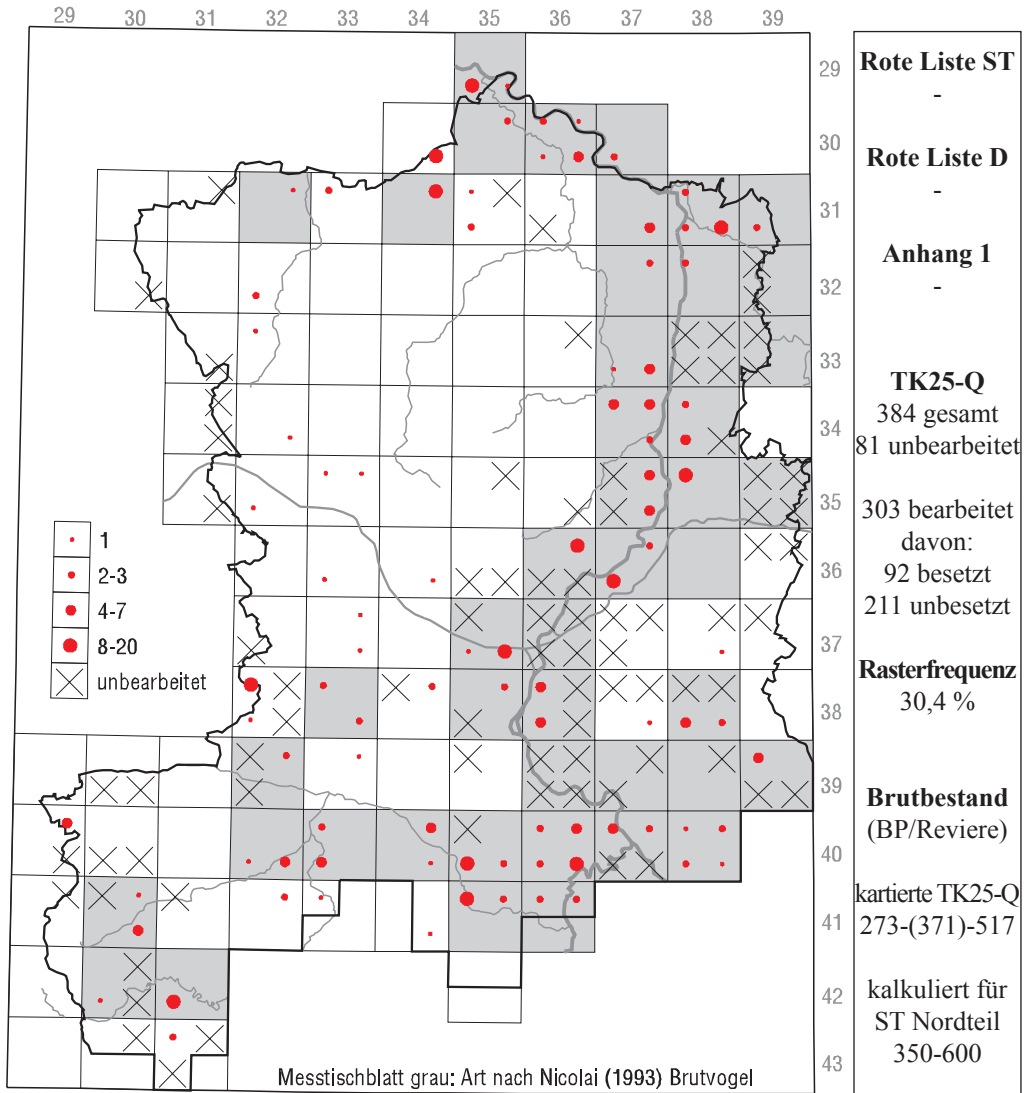 29 30 31 32 33 34 35 36 37 38 39
29
30
31
32
33
34
35
36
37
38
39
40
41
42
43
1
2-3
4-7
8-20
unbearbeitet
Messtischblatt grau: Art nach Nicolai (1993) Brutvogel
Rote Liste ST
-
Rote Liste D
-
Anhang 1
-
TK25-Q
384 gesamt
81 unbearbeitet
303 bearbeitet
davon:
92 besetzt
211 unbesetzt
Rasterfrequenz
30,4 %
Brutbestand
(BP/Reviere)
kartierte TK25-Q
273-(371)-517
kalkuliert für
ST Nordteil
350-600